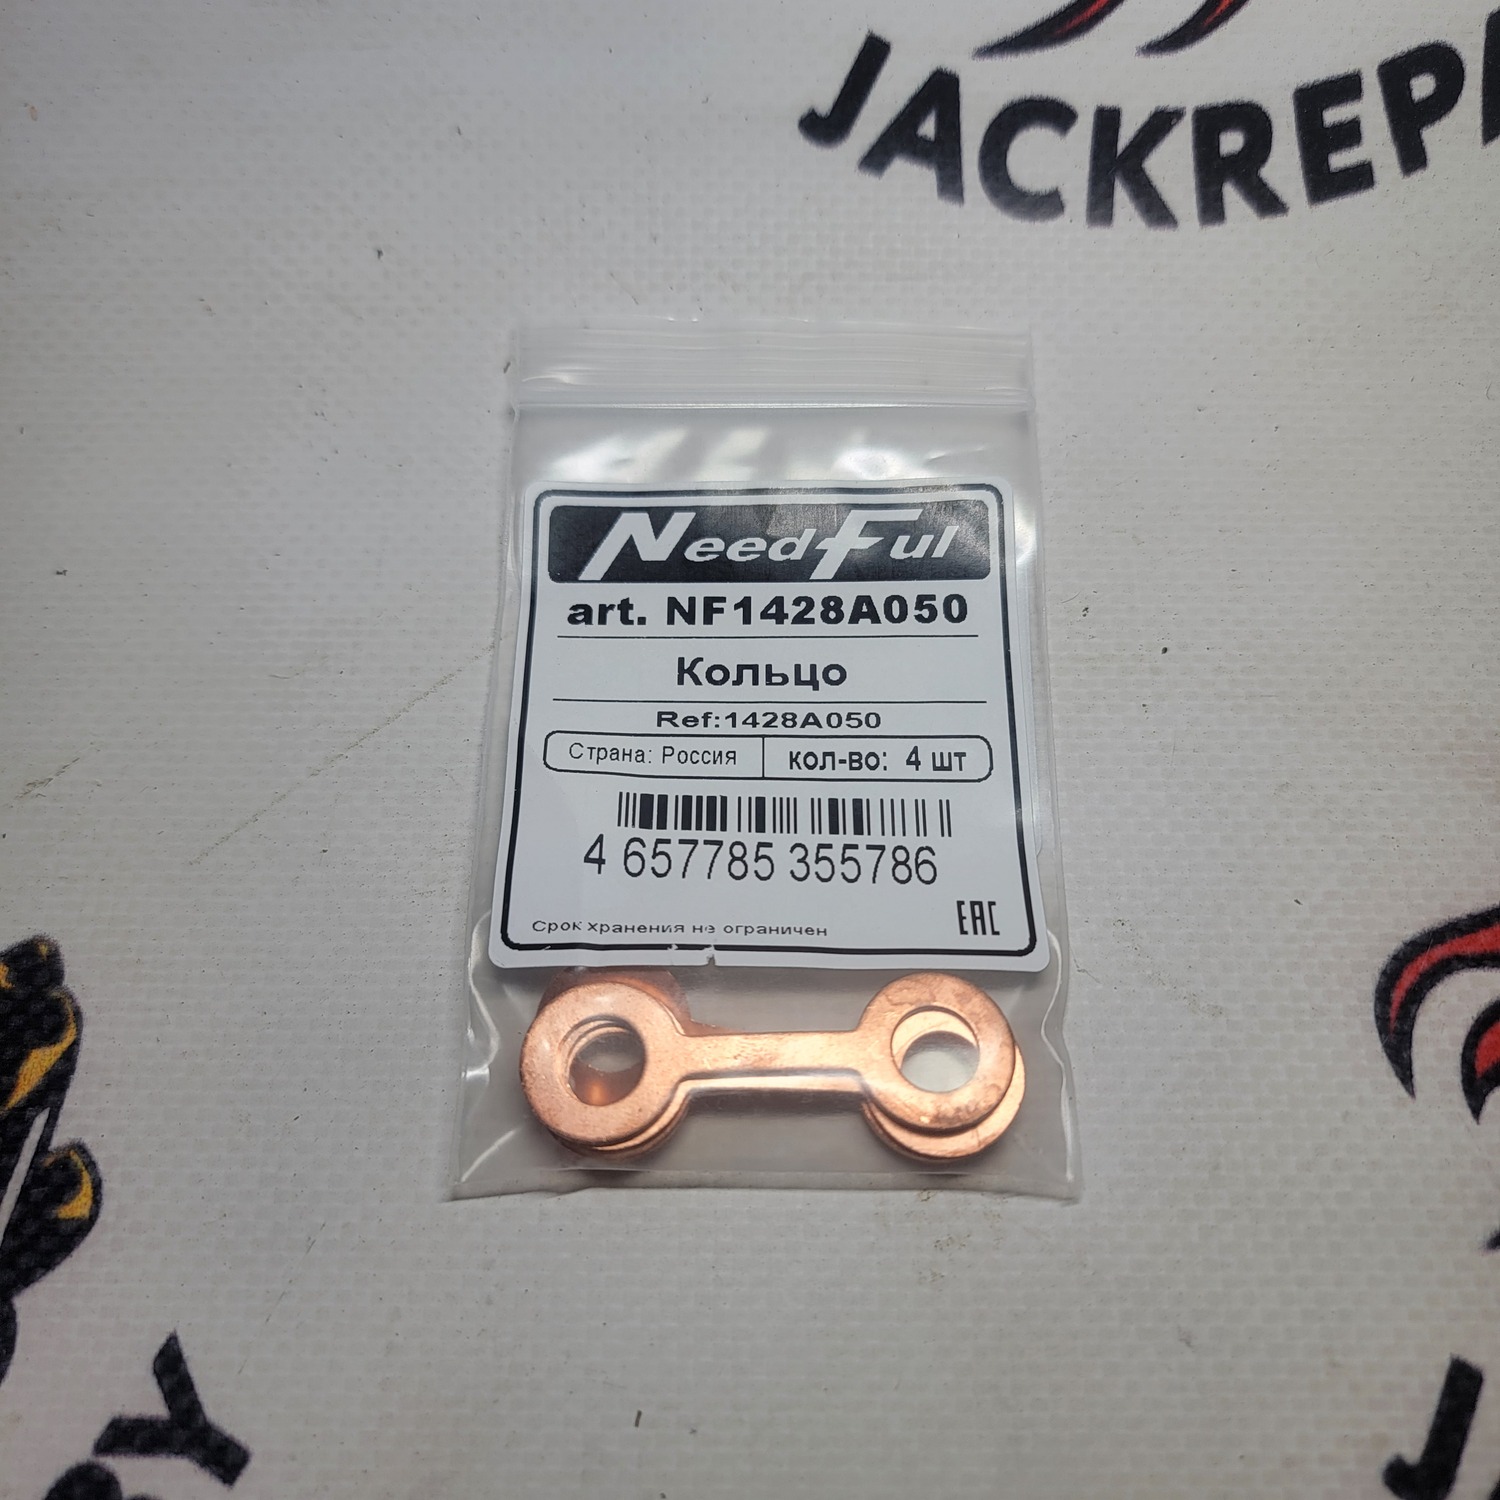 JACKREP
NeedFul
art. NF1428A050
Кольцо
Ref:1428A050
Страна: Россия кол-во: 4 шт
4 657785 355786
Срок хранения не ограничен
EAC